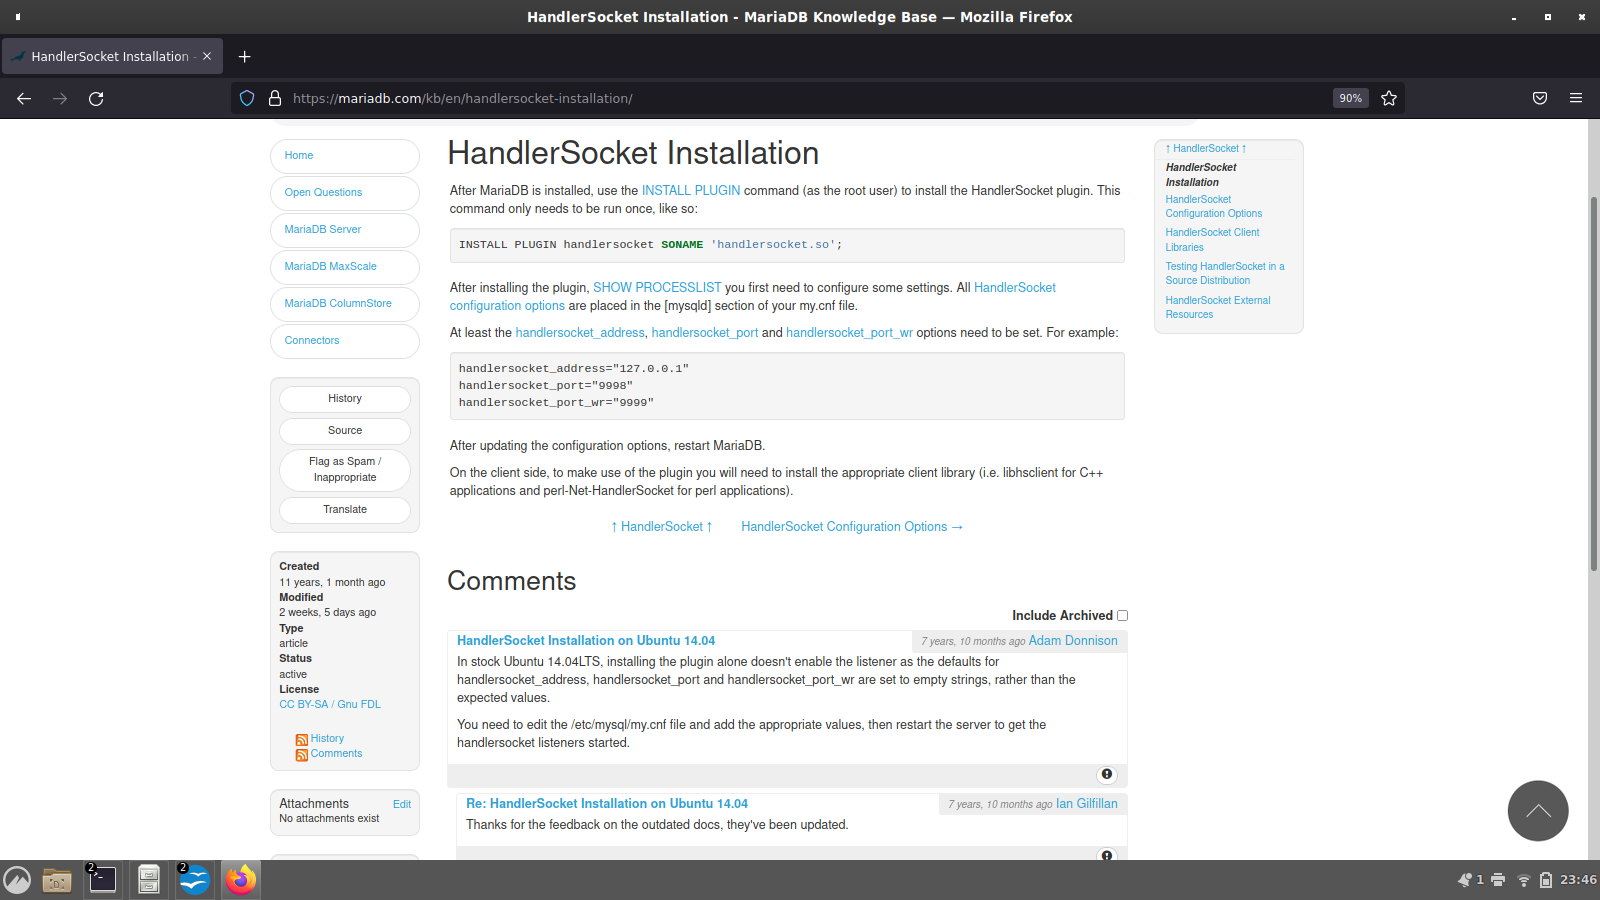 HandlerSocket Installation - MariaDB Knowledge Base — Mozilla Firefox
HandlerSocket Installation -
https://mariadb.com/kb/en/handlersocket-installation/
90%
Home
Open Questions
MariaDB Server
MariaDB MaxScale
MariaDB ColumnStore
Connectors
History
Source
Flag as Spam /
Inappropriate
Translate
Created
11 years, 1 month ago
Modified
2 weeks, 5 days ago
Type
article
Status
active
License
CC BY-SA / Gnu FDL
History
Comments
Attachments
Edit
No attachments exist
HandlerSocket Installation
After MariaDB is installed, use the INSTALL PLUGIN command (as the root user) to install the HandlerSocket plugin. This
command only needs to be run once, like so:
INSTALL PLUGIN handlersocket SONAME 'handlersocket.so';
After installing the plugin, SHOW PROCESSLIST you first need to configure some settings. All HandlerSocket
configuration options are placed in the [mysqld] section of your my.cnf file.
At least the handlersocket_address, handlersocket_port and handlersocket_port_wr options need to be set. For example:
handlersocket_address="127.0.0.1"
handlersocket_port="9998"
handlersocket_port_wr="9999"
After updating the configuration options, restart MariaDB.
On the client side, to make use of the plugin you will need to install the appropriate client library (i.e. libhsclient for C++
applications and perl-Net-HandlerSocket for perl applications).
↑ HandlerSocket ↑
HandlerSocket Configuration Options →
Comments
Include Archived
HandlerSocket Installation on Ubuntu 14.04
7 years, 10 months ago Adam Donnison
In stock Ubuntu 14.04LTS, installing the plugin alone doesn't enable the listener as the defaults for
handlersocket_address, handlersocket_port and handlersocket_port_wr are set to empty strings, rather than the
expected values.
You need to edit the /etc/mysql/my.cnf file and add the appropriate values, then restart the server to get the
handlersocket listeners started.
Re: HandlerSocket Installation on Ubuntu 14.04
7 years, 10 months ago Ian Gilfillan
Thanks for the feedback on the outdated docs, they've been updated.
↑ HandlerSocket ↑
HandlerSocket
Installation
HandlerSocket
Configuration Options
HandlerSocket Client
Libraries
Testing HandlerSocket in a
Source Distribution
HandlerSocket External
Resources
2
2
1
23:46